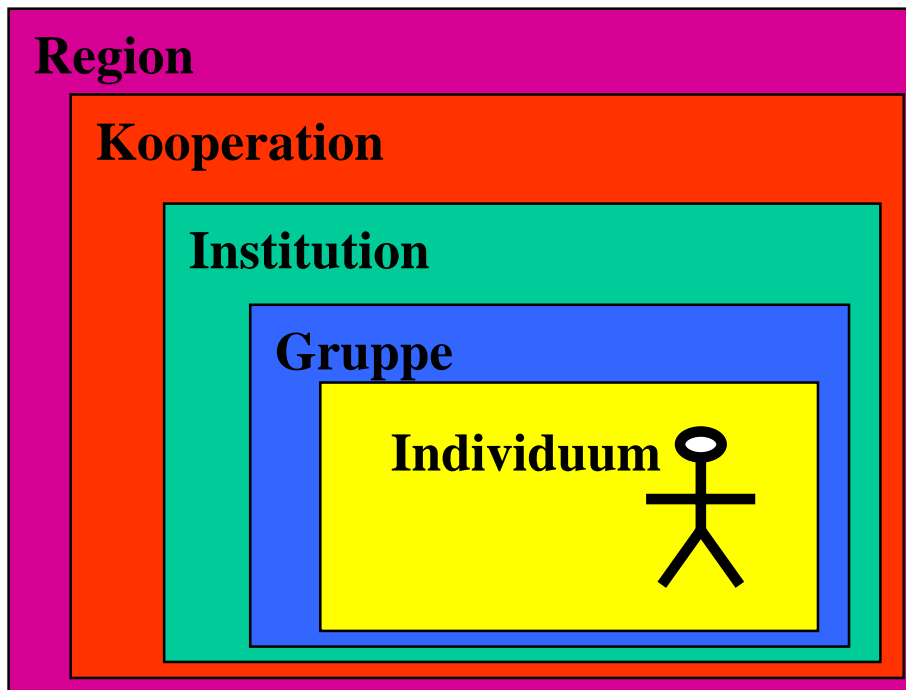 Region
Kooperation
Institution
Gruppe
Individuum